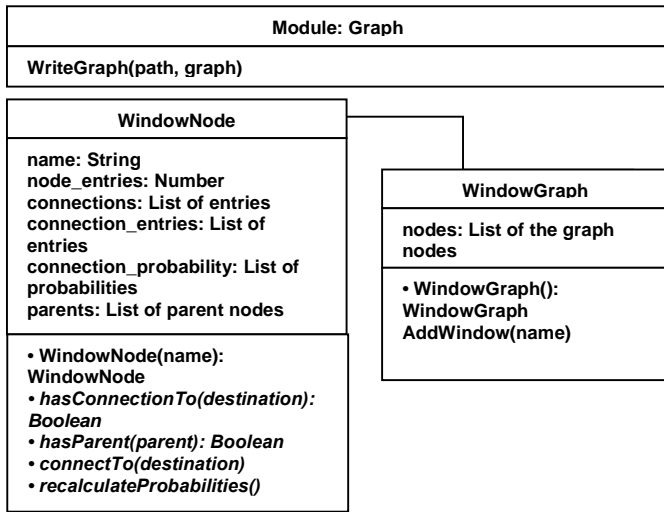 Module: Graph
WriteGraph(path, graph)
WindowNode
name: String
node_entries: Number
connections: List of entries
connection_entries: List of
entries
connection_probability: List of
probabilities
parents: List of parent nodes
• WindowNode(name):
WindowNode
• hasConnectionTo(destination):
Boolean
• hasParent(parent): Boolean
• connectTo(destination)
• recalculateProbabilities()
WindowGraph
nodes: List of the graph
nodes
• WindowGraph():
WindowGraph
AddWindow(name)